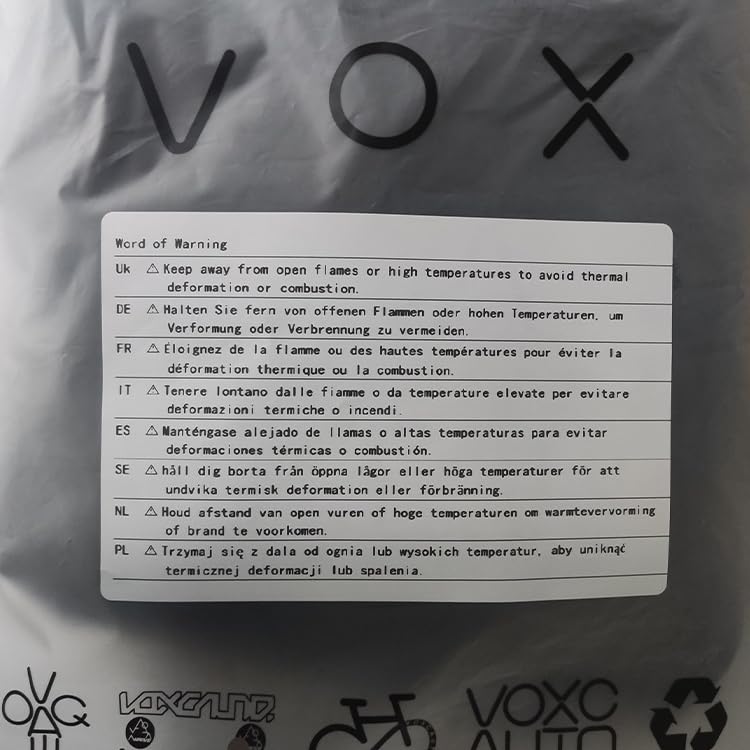 VOX
Word of Warning
Uk ⚠ Keep away from open flames or high temperatures to avoid thermal
deformation or combustion.
DE ⚠ Halten Sie fern von offenen Flammen oder hohen Temperaturen, um
Verformung oder Verbrennung zu vermeiden.
FR ⚠ Éloignez de la flamme ou des hautes températures pour éviter la
déformation thermique ou la combustion.
IT ⚠ Tenere lontano dalle fiamme o da temperature elevate per evitare
deformazioni termiche o incendi.
ES ⚠ Manténgase alejado de llamas o altas temperaturas para evitar
deformaciones térmicas o combustión.
SE ⚠ håll dig borta från öppna lågor eller höga temperaturer för att
undvika termisk deformation eller förbränning.
NL ⚠ Houd afstand van open vuren of hoge temperaturen om warmtevervorming
of brand te voorkomen.
PL ⚠ Trzymaj się z dala od ognia lub wysokich temperatur, aby uniknąć
termicznej deformacji lub spalenia.
VOXC
AUTO